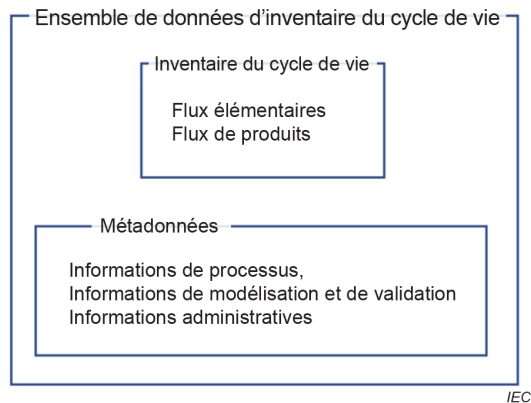 Ensemble de données d’inventaire du cycle de vie
Inventaire du cycle de vie
Flux élémentaires
Flux de produits
Métadonnées
Informations de processus,
Informations de modélisation et de validation
Informations administratives
IEC